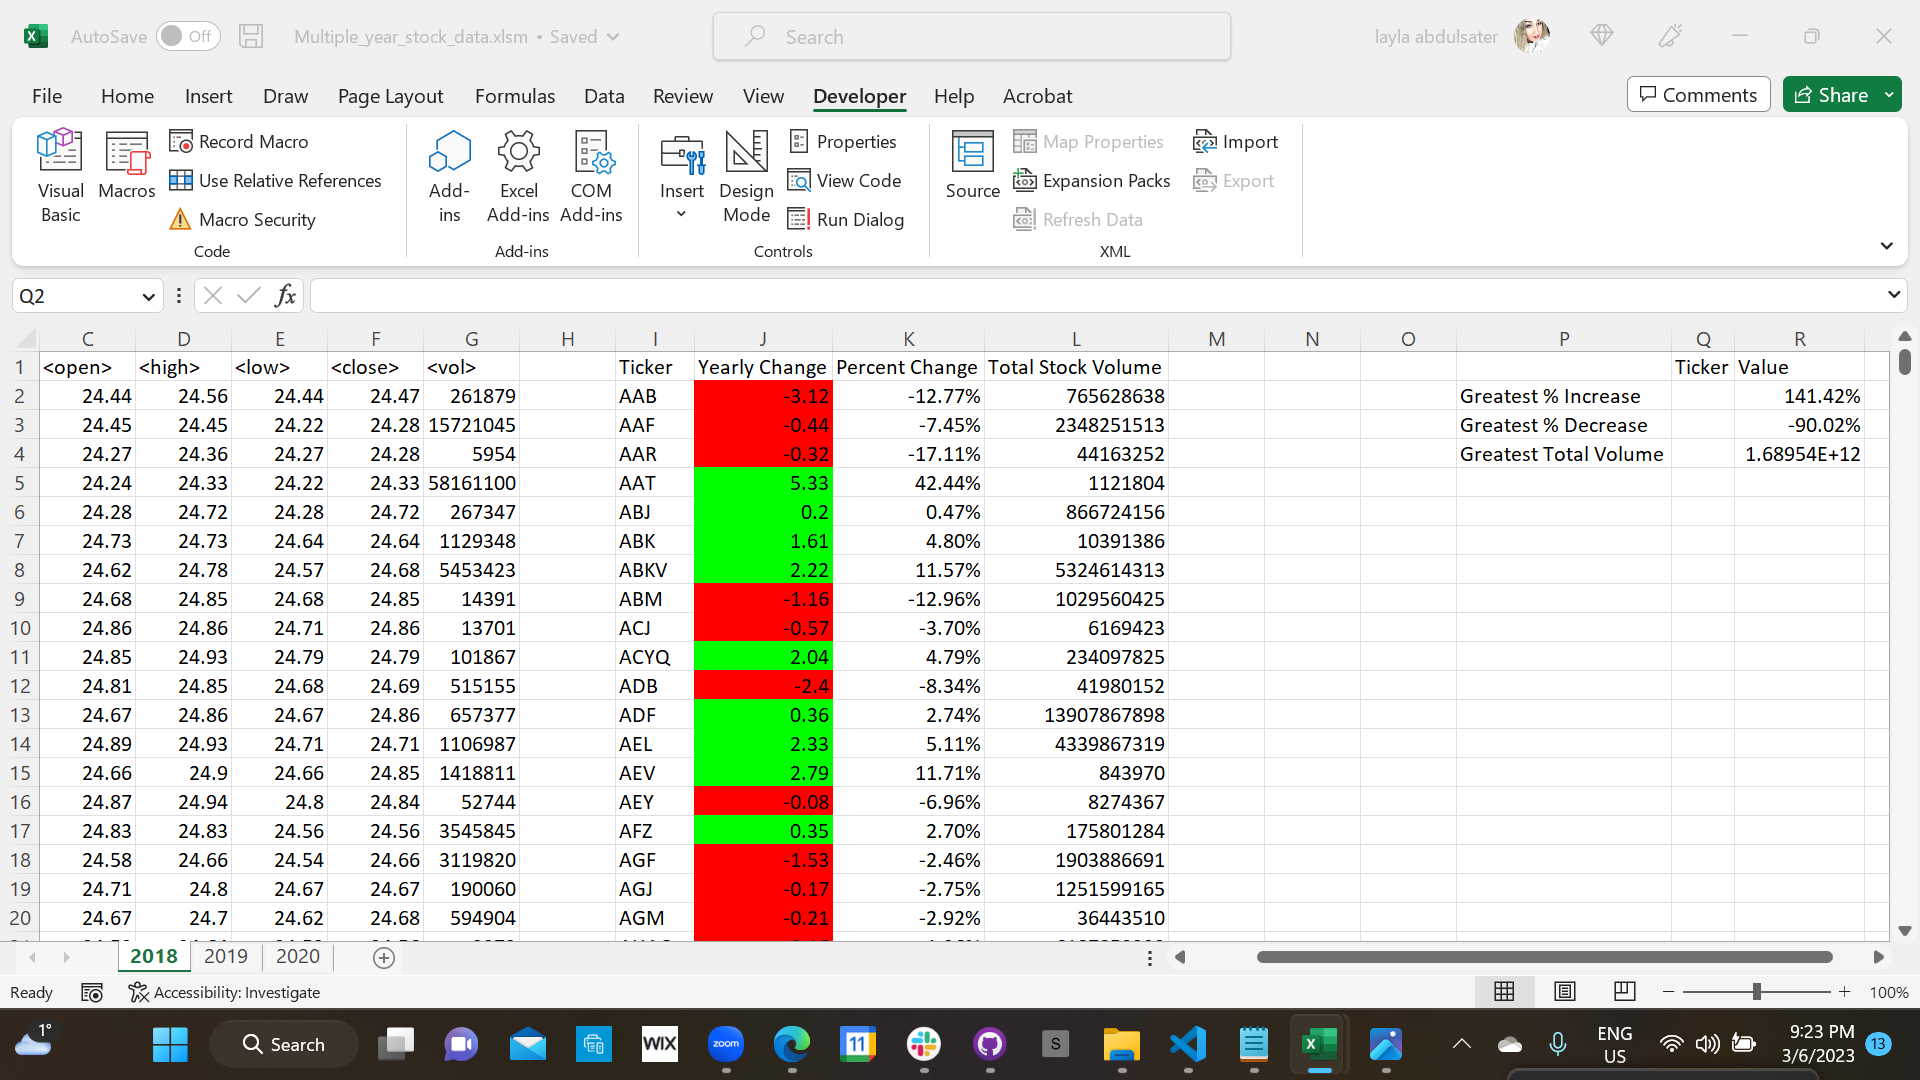 AutoSave Off Multiple_year_stock_data.xlsm • Saved Search layla abdulsater
File Home Insert Draw Page Layout Formulas Data Review View Developer Help Acrobat Comments Share
Visual Basic Macros Record Macro Use Relative References Macro Security Code
Add-ins Excel Add-ins COM Add-ins Add-ins
Insert Design Mode Properties View Code Run Dialog Controls
Source Map Properties Expansion Packs Refresh Data Import Export XML
Q2 fx
C D E F G H I J K L M N O P Q R
1 <open> <high> <low> <close> <vol> Ticker Yearly Change Percent Change Total Stock Volume Ticker Value
2 24.44 24.56 24.44 24.47 261879 AAB -3.12 -12.77% 765628638 Greatest % Increase 141.42%
3 24.45 24.45 24.22 24.28 15721045 AAF -0.44 -7.45% 2348251513 Greatest % Decrease -90.02%
4 24.27 24.36 24.27 24.28 5954 AAR -0.32 -17.11% 44163252 Greatest Total Volume 1.68954E+12
5 24.24 24.33 24.22 24.33 58161100 AAT 5.33 42.44% 1121804
6 24.28 24.72 24.28 24.72 267347 ABJ 0.2 0.47% 866724156
7 24.73 24.73 24.64 24.64 1129348 ABK 1.61 4.80% 10391386
8 24.62 24.78 24.57 24.68 5453423 ABKV 2.22 11.57% 5324614313
9 24.68 24.85 24.68 24.85 14391 ABM -1.16 -12.96% 1029560425
10 24.86 24.86 24.71 24.86 13701 ACJ -0.57 -3.70% 6169423
11 24.85 24.93 24.79 24.79 101867 ACYQ 2.04 4.79% 234097825
12 24.81 24.85 24.68 24.69 515155 ADB -2.4 -8.34% 41980152
13 24.67 24.86 24.67 24.86 657377 ADF 0.36 2.74% 13907867898
14 24.89 24.93 24.71 24.71 1106987 AEL 2.33 5.11% 4339867319
15 24.66 24.9 24.66 24.85 1418811 AEV 2.79 11.71% 843970
16 24.87 24.94 24.8 24.84 52744 AEY -0.08 -6.96% 8274367
17 24.83 24.83 24.56 24.56 3545845 AFZ 0.35 2.70% 175801284
18 24.58 24.66 24.54 24.66 3119820 AGF -1.53 -2.46% 1903886691
19 24.71 24.8 24.67 24.67 190060 AGJ -0.17 -2.75% 1251599165
20 24.67 24.7 24.62 24.68 594904 AGM -0.21 -2.92% 36443510
2018 2019 2020
Ready Accessibility: Investigate 100%
1° Search WIX zoom 11 S ENG US 9:23 PM 3/6/2023 13